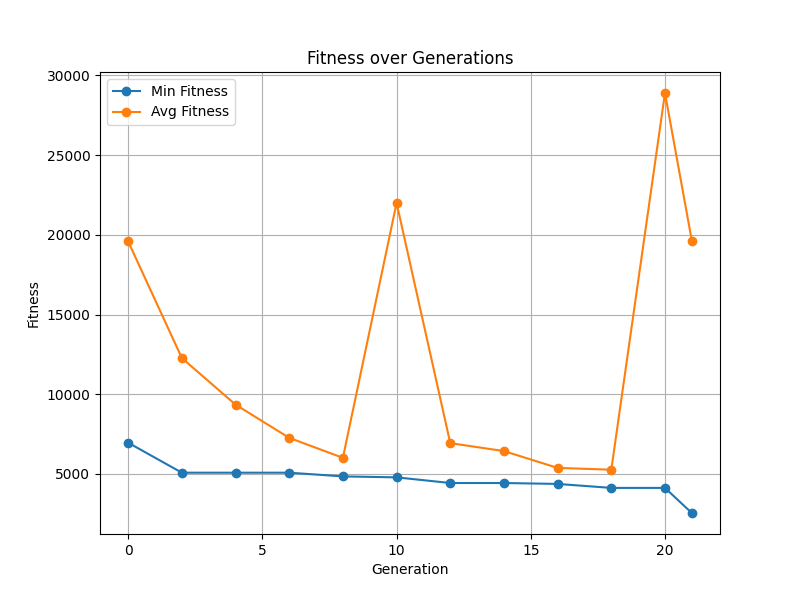 Fitness over Generations
Min Fitness
Avg Fitness
30000
25000
20000
15000
10000
5000
Fitness
0 5 10 15 20
Generation